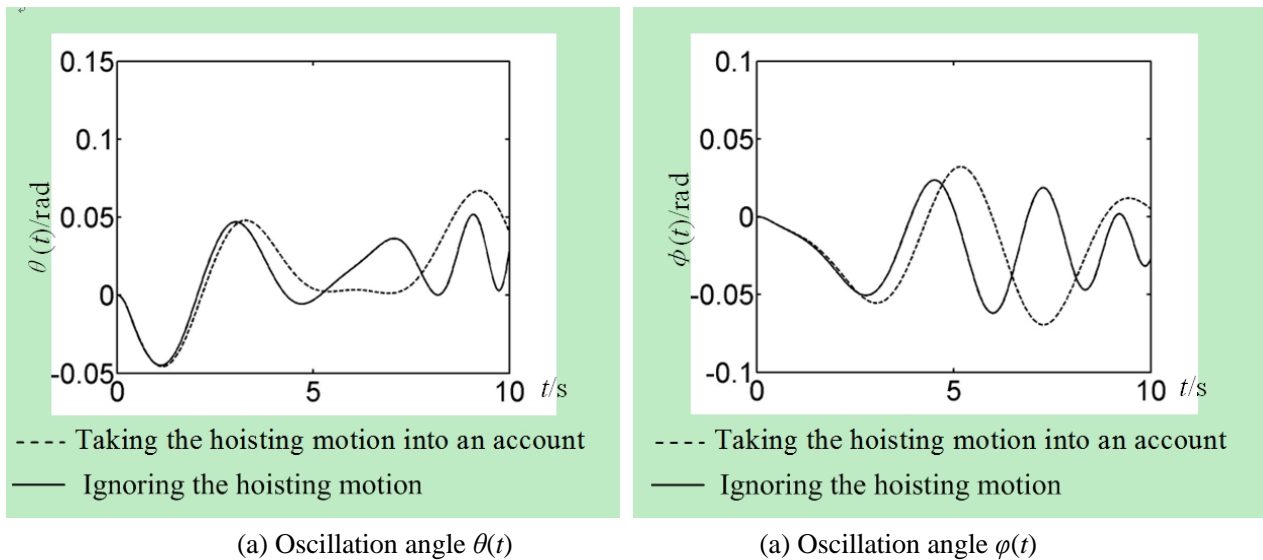 0.15
0.1
0.05
0
-0.05
θ (t)/rad
0 5 10 t/s
---- Taking the hoisting motion into an account
— Ignoring the hoisting motion
(a) Oscillation angle θ(t)
0.1
0.05
0
-0.05
-0.1
ϕ (t)/rad
0 5 10 t/s
---- Taking the hoisting motion into an account
— Ignoring the hoisting motion
(a) Oscillation angle φ(t)